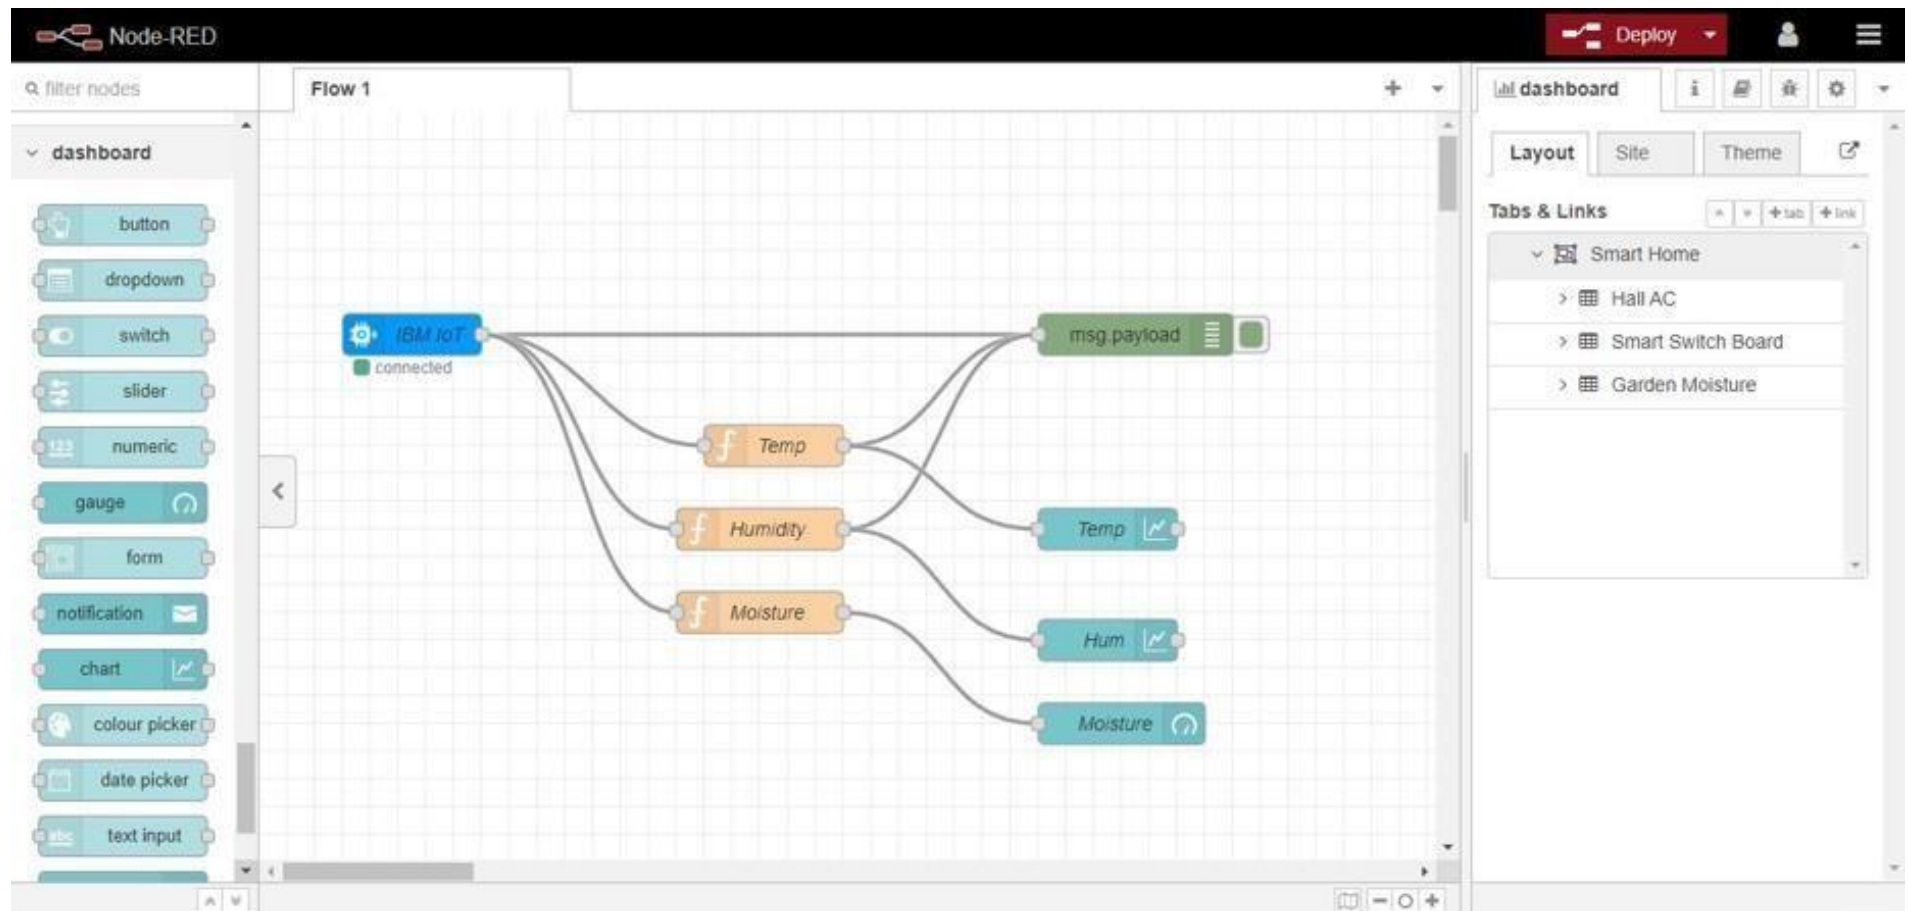 Node-RED
Deploy
filter nodes
Flow 1
dashboard
i
dashboard
Layout
Site
Theme
button
dropdown
switch
slider
numeric
gauge
form
notification
chart
colour picker
date picker
text input
IBM IoT
connected
msg.payload
Temp
Humidity
Moisture
Temp
Hum
Moisture
Tabs & Links
+ tab
+ link
Smart Home
Hall AC
Smart Switch Board
Garden Moisture